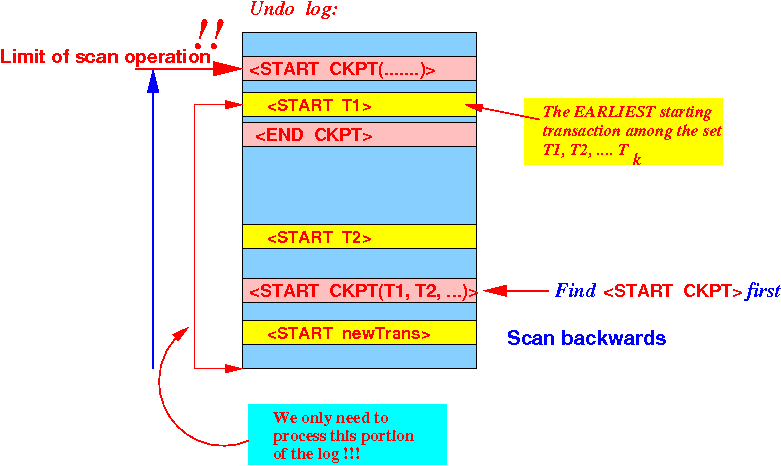 Undo log:
!!
Limit of scan operation
<START CKPT(.......)>
<START T1>
The EARLIEST starting
transaction among the set
T1, T2, .... T k
<END CKPT>
<START T2>
<START CKPT(T1, T2, ...)>
Find <START CKPT> first
<START newTrans>
Scan backwards
We only need to
process this portion
of the log !!!